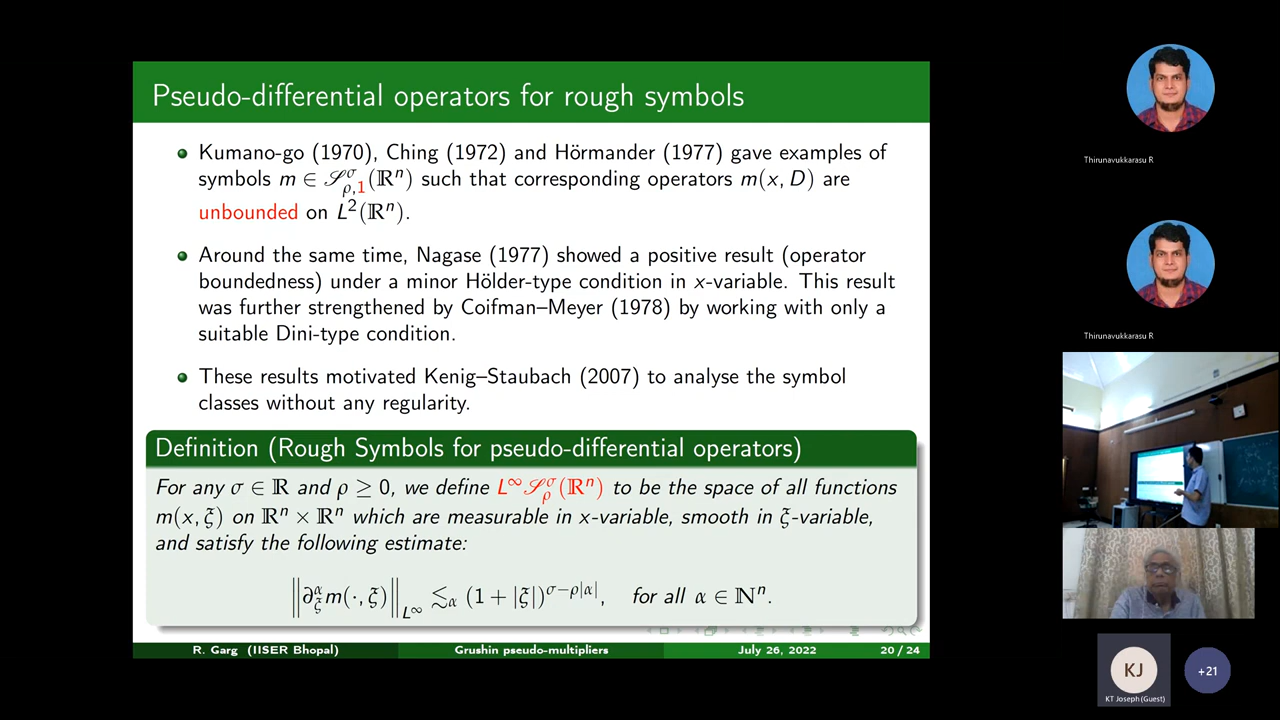 Pseudo-differential operators for rough symbols
Kumano-go (1970), Ching (1972) and Hörmander (1977) gave examples of
symbols m ∈ 𝒮^σ_{ρ,1}(ℝ^n) such that corresponding operators m(x, D) are
unbounded on L^2(ℝ^n).
Around the same time, Nagase (1977) showed a positive result (operator
boundedness) under a minor Hölder-type condition in x-variable. This result
was further strengthened by Coifman–Meyer (1978) by working with only a
suitable Dini-type condition.
These results motivated Kenig–Staubach (2007) to analyse the symbol
classes without any regularity.
Definition (Rough Symbols for pseudo-differential operators)
For any σ ∈ ℝ and ρ ≥ 0, we define L^∞𝒮^σ_ρ(ℝ^n) to be the space of all functions
m(x, ξ) on ℝ^n × ℝ^n which are measurable in x-variable, smooth in ξ-variable,
and satisfy the following estimate:
‖∂^α_ξ m(·, ξ)‖_{L^∞} ≲_α (1 + |ξ|)^{σ−ρ|α|}, for all α ∈ ℕ^n.
R. Garg (IISER Bhopal) Grushin pseudo-multipliers July 26, 2022 20 / 24
Thirunavukkarasu R
Thirunavukkarasu R
KJ
+21
KT Joseph (Guest)